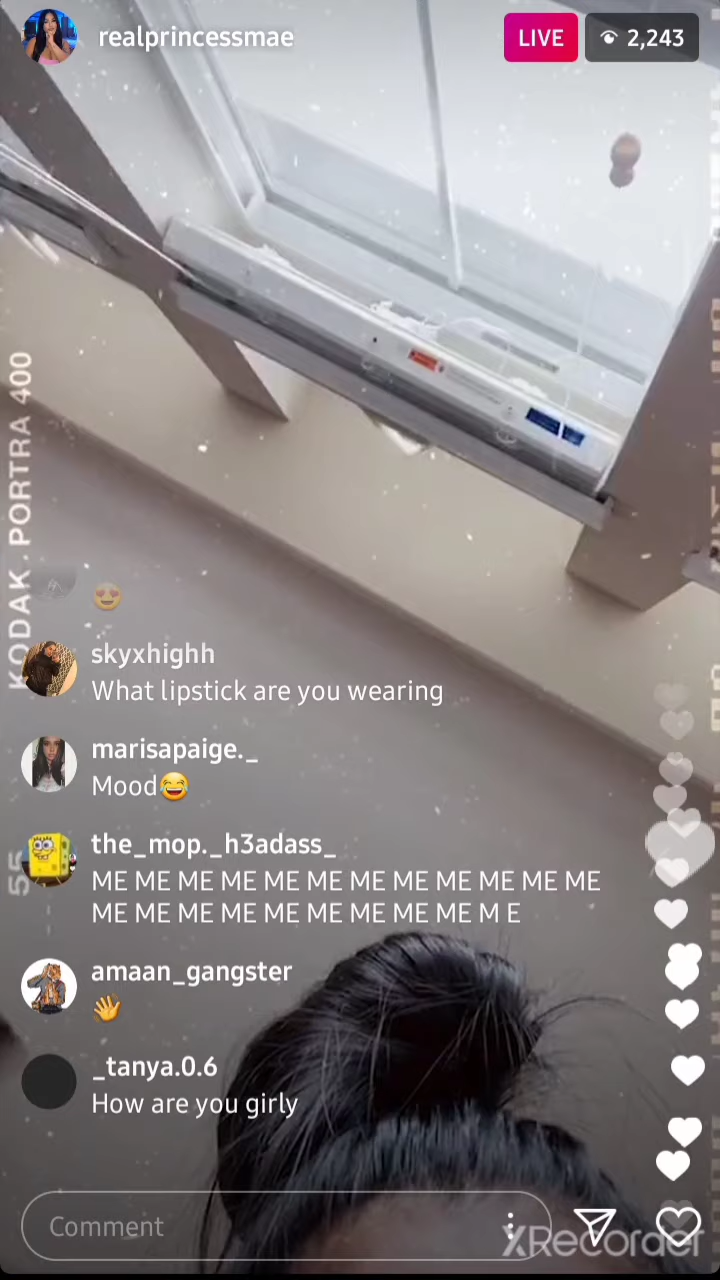 realprincessmae
LIVE
2,243
KODAK . PORTRA 400
😍
skyxhighh
What lipstick are you wearing
marisapaige._
Mood😂
the_mop._h3adass_
ME ME ME ME ME ME ME ME ME ME ME ME
ME ME ME ME ME ME ME ME ME M E
amaan_gangster
👋
55
_tanya.0.6
How are you girly
Comment
XRecorder